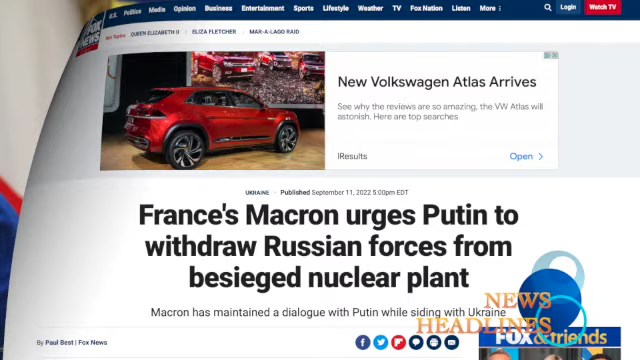 U.S. Politics Media Opinion Business Entertainment Sports Lifestyle Weather TV Fox Nation Listen More Login Watch TV
FOX
NEWS
Hot Topics QUEEN ELIZABETH II ELIZA FLETCHER MAR-A-LAGO RAID
New Volkswagen Atlas Arrives
See why the reviews are so amazing, the VW Atlas will
astonish. Here are top searches
IResults
Open
UKRAINE · Published September 11, 2022 5:00pm EDT
France's Macron urges Putin to
withdraw Russian forces from
besieged nuclear plant
Macron has maintained a dialogue with Putin while siding with Ukraine
NEWS
HEADLINES
By Paul Best | Fox News
FOX & friends